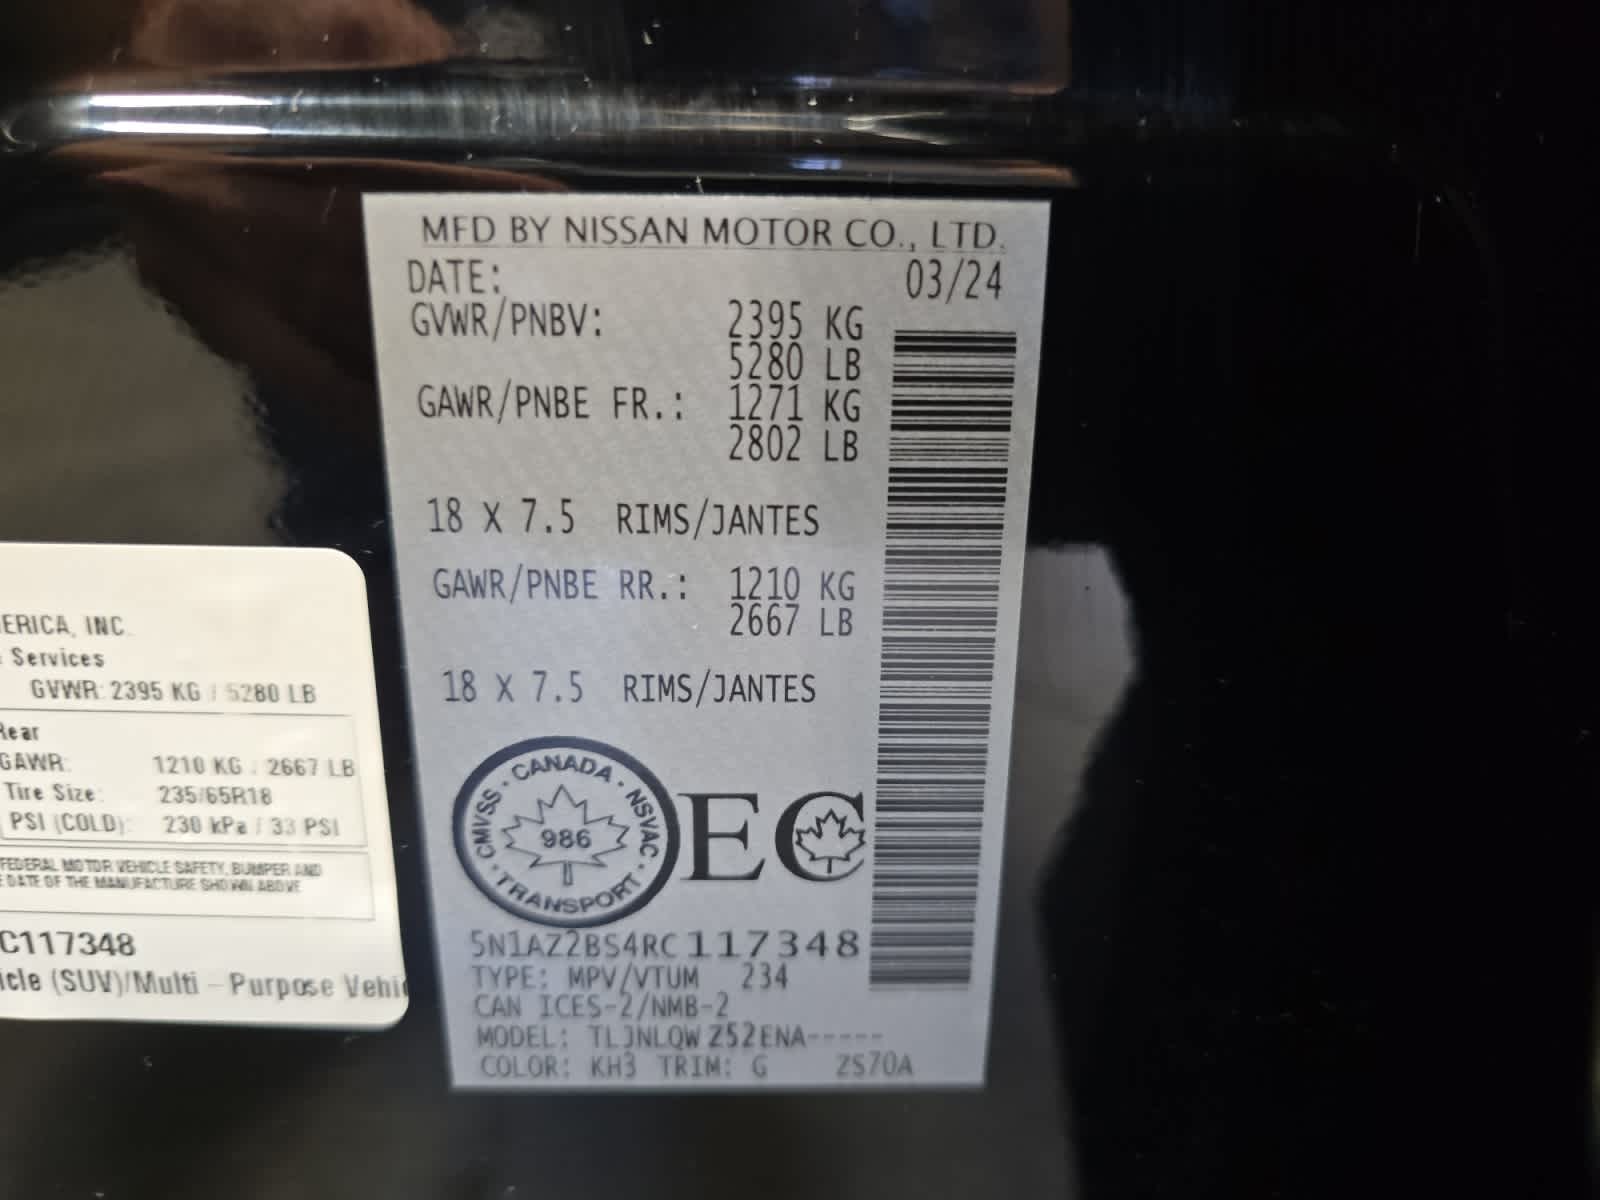 MFD BY NISSAN MOTOR CO., LTD.
DATE: 03/24
GVWR/PNBV: 2395 KG
5280 LB
GAWR/PNBE FR.: 1271 KG
2802 LB
18 X 7.5 RIMS/JANTES
GAWR/PNBE RR.: 1210 KG
2667 LB
18 X 7.5 RIMS/JANTES
CANADA · NSVAC · TRANSPORT · CMVSS ·
986
EC
5N1AZ2BS4RC117348
TYPE: MPV/VTUM 234
CAN ICES-2/NMB-2
MODEL: TLJNLQW Z52ENA-----
COLOR: KH3 TRIM: G ZS70A
ERICA, INC.
Services
GVWR: 2395 KG / 5280 LB
Rear
GAWR: 1210 KG / 2667 LB
Tire Size: 235/65R18
PSI (COLD): 230 kPa / 33 PSI
FEDERAL MOTOR VEHICLE SAFETY, BUMPER AND
DATE OF THE MANUFACTURE SHOWN ABOVE
C117348
icle (SUV)/Multi - Purpose Vehi